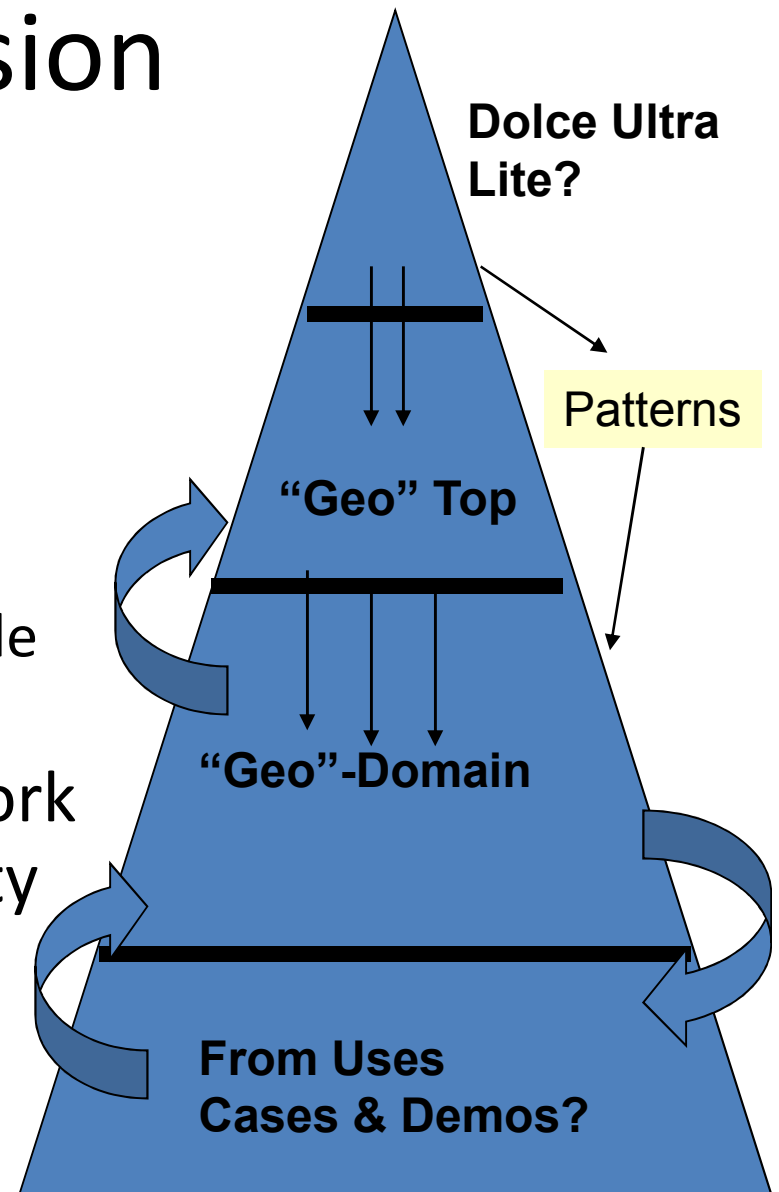 sion
Dolce Ultra
Lite?
Patterns
“Geo” Top
le
“Geo”-Domain
ork
ty
From Uses
Cases & Demos?